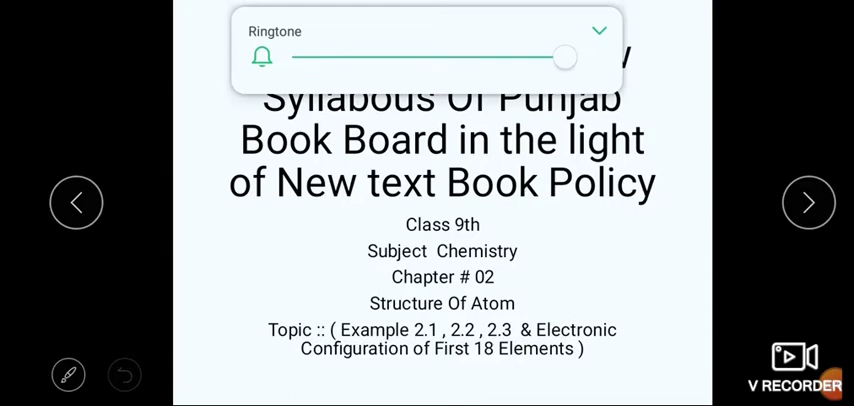 Ringtone
Syllabous Of Punjab
Book Board in the light
of New text Book Policy
Class 9th
Subject Chemistry
Chapter # 02
Structure Of Atom
Topic :: ( Example 2.1 , 2.2 , 2.3 & Electronic
Configuration of First 18 Elements )
V RECORDER